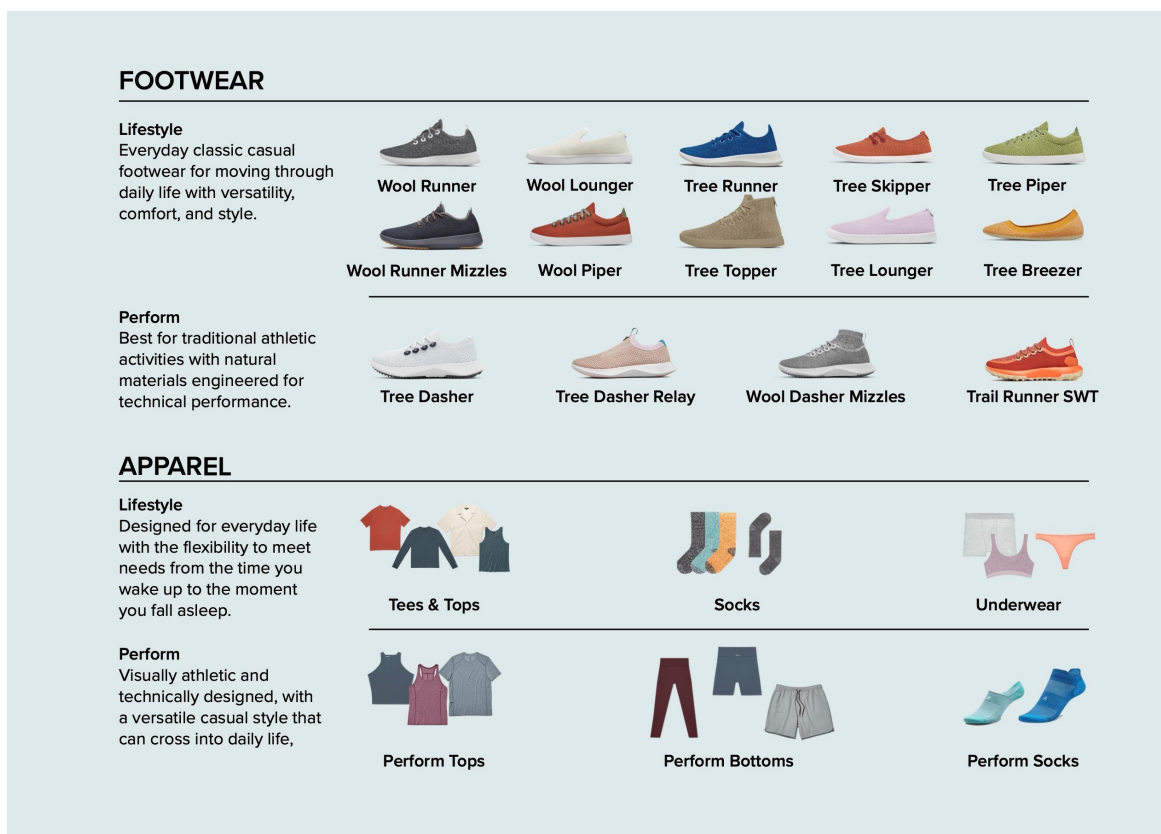 FOOTWEAR
Lifestyle
Everyday classic casual
footwear for moving through
daily life with versatility,
comfort, and style.
Wool Runner
Wool Lounger
Tree Runner
Tree Skipper
Tree Piper
Wool Runner Mizzles
Wool Piper
Tree Topper
Tree Lounger
Tree Breezer
Perform
Best for traditional athletic
activities with natural
materials engineered for
technical performance.
Tree Dasher
Tree Dasher Relay
Wool Dasher Mizzles
Trail Runner SWT
APPAREL
Lifestyle
Designed for everyday life
with the flexibility to meet
needs from the time you
wake up to the moment
you fall asleep.
Tees & Tops
Socks
Underwear
Perform
Visually athletic and
technically designed, with
a versatile casual style that
can cross into daily life,
Perform Tops
Perform Bottoms
Perform Socks